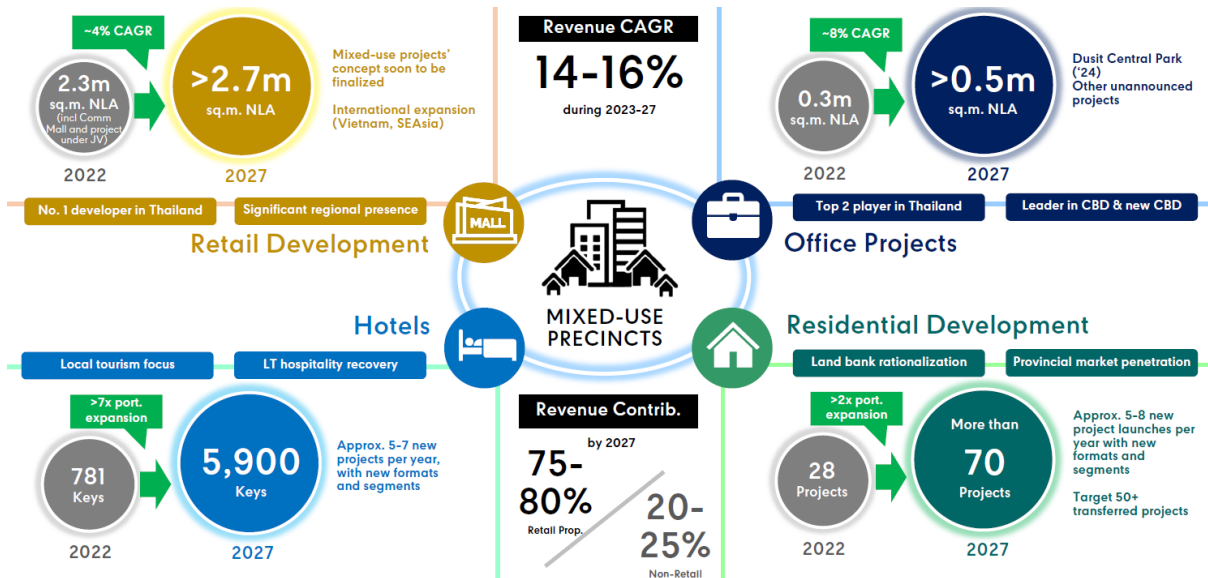 ~4% CAGR
2.3m
sq.m. NLA
(incl Comm
Mall and project
under JV)
2022
>2.7m
sq.m. NLA
2027
Mixed-use projects’
concept soon to be
finalized
International expansion
(Vietnam, SEAsia)
No. 1 developer in Thailand
Significant regional presence
MALL
Retail Development
Revenue CAGR
14-16%
during 2023-27
~8% CAGR
0.3m
sq.m. NLA
2022
>0.5m
sq.m. NLA
2027
Dusit Central Park
(‘24)
Other unannounced
projects
Top 2 player in Thailand
Leader in CBD & new CBD
Office Projects
MIXED-USE
PRECINCTS
Hotels
Local tourism focus
LT hospitality recovery
>7x port.
expansion
781
Keys
2022
5,900
Keys
2027
Approx. 5-7 new
projects per year,
with new formats
and segments
Revenue Contrib.
by 2027
75-
80%
Retail Prop.
20-
25%
Non-Retail
Residential Development
Land bank rationalization
Provincial market penetration
>2x port.
expansion
28
Projects
2022
More than
70
Projects
2027
Approx. 5-8 new
project launches per
year with new
formats and
segments
Target 50+
transferred projects